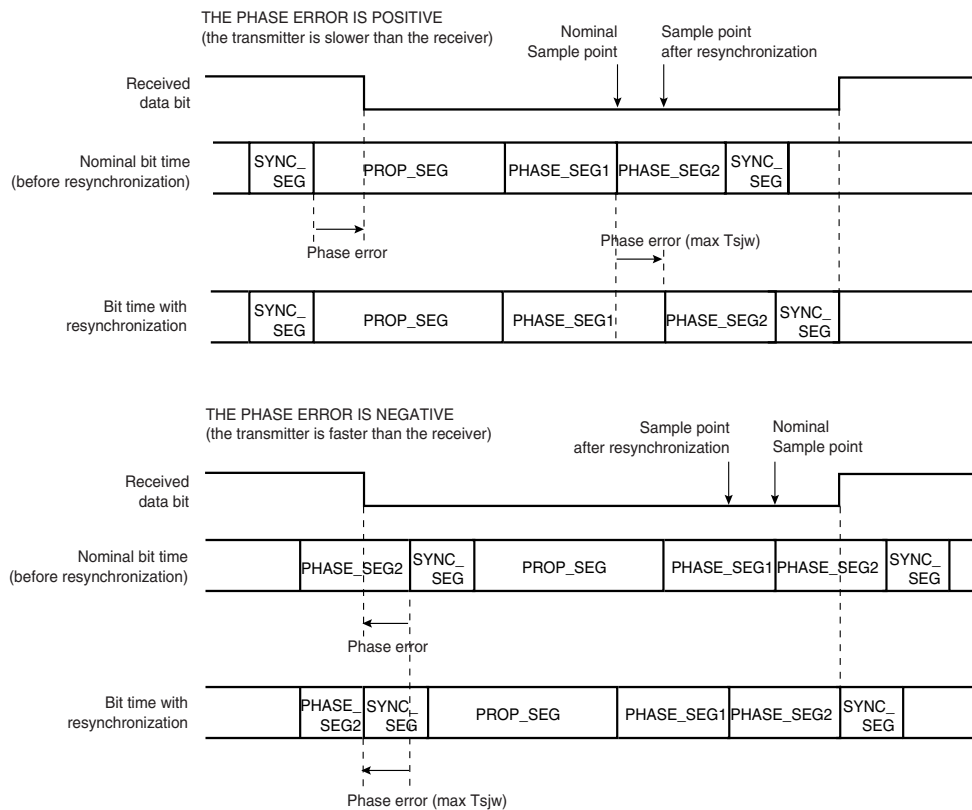 THE PHASE ERROR IS POSITIVE
(the transmitter is slower than the receiver)
Nominal
Sample point
Sample point
after resynchronization
Received
data bit
Nominal bit time
(before resynchronization)
SYNC_
SEG
PROP_SEG
PHASE_SEG1
PHASE_SEG2
SYNC_
SEG
Phase error
Phase error (max Tsjw)
Bit time with
resynchronization
SYNC_
SEG
PROP_SEG
PHASE_SEG1
PHASE_SEG2
SYNC_
SEG
THE PHASE ERROR IS NEGATIVE
(the transmitter is faster than the receiver)
Sample point
after resynchronization
Nominal
Sample point
Received
data bit
Nominal bit time
(before resynchronization)
PHASE_SEG2
SYNC_
SEG
PROP_SEG
PHASE_SEG1
PHASE_SEG2
SYNC_
SEG
Phase error
Bit time with
resynchronization
PHASE_
SEG2
SYNC_
SEG
PROP_SEG
PHASE_SEG1
PHASE_SEG2
SYNC_
SEG
Phase error (max Tsjw)